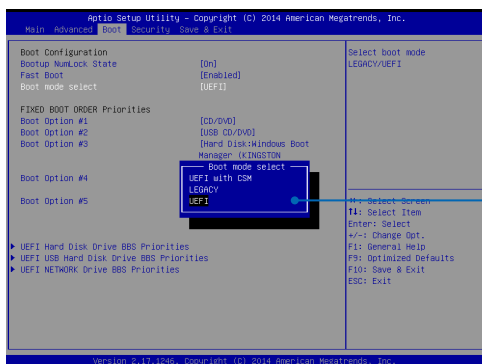 Aptio Setup Utility – Copyright (C) 2014 American Megatrends, Inc.
Main Advanced Boot Security Save & Exit
Boot Configuration
Bootup NumLock State [On]
Fast Boot [Enabled]
Boot mode select [UEFI]
FIXED BOOT ORDER Priorities
Boot Option #1 [CD/DVD]
Boot Option #2 [USB CD/DVD]
Boot Option #3 [Hard Disk:Windows Boot
Manager (KINGSTON
Boot Option #4
Boot Option #5
Boot mode select
UEFI with CSM
LEGACY
UEFI
UEFI Hard Disk Drive BBS Priorities
UEFI USB Hard Disk Drive BBS Priorities
UEFI NETWORK Drive BBS Priorities
Select boot mode
LEGACY/UEFI
: Select Screen
↑↓: Select Item
Enter: Select
+/-: Change Opt.
F1: General Help
F9: Optimized Defaults
F10: Save & Exit
ESC: Exit
Version 2.17.1246. Copyright (C) 2014 American Megatrends, Inc.